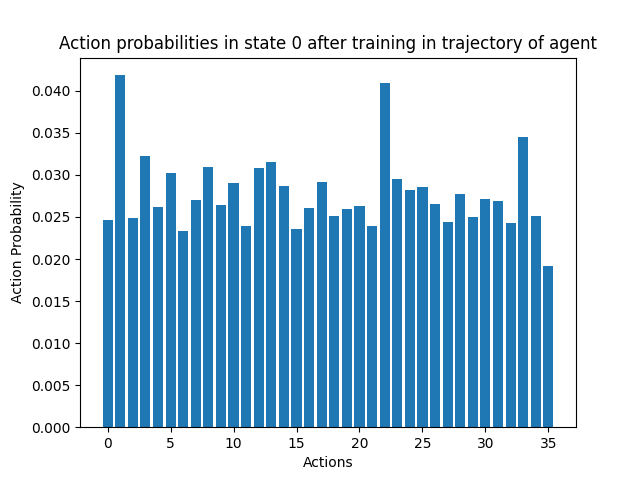 Action probabilities in state 0 after training in trajectory of agent
0.040
0.035
0.030
0.025
0.020
0.015
0.010
0.005
0.000
Action Probability
0 5 10 15 20 25 30 35
Actions